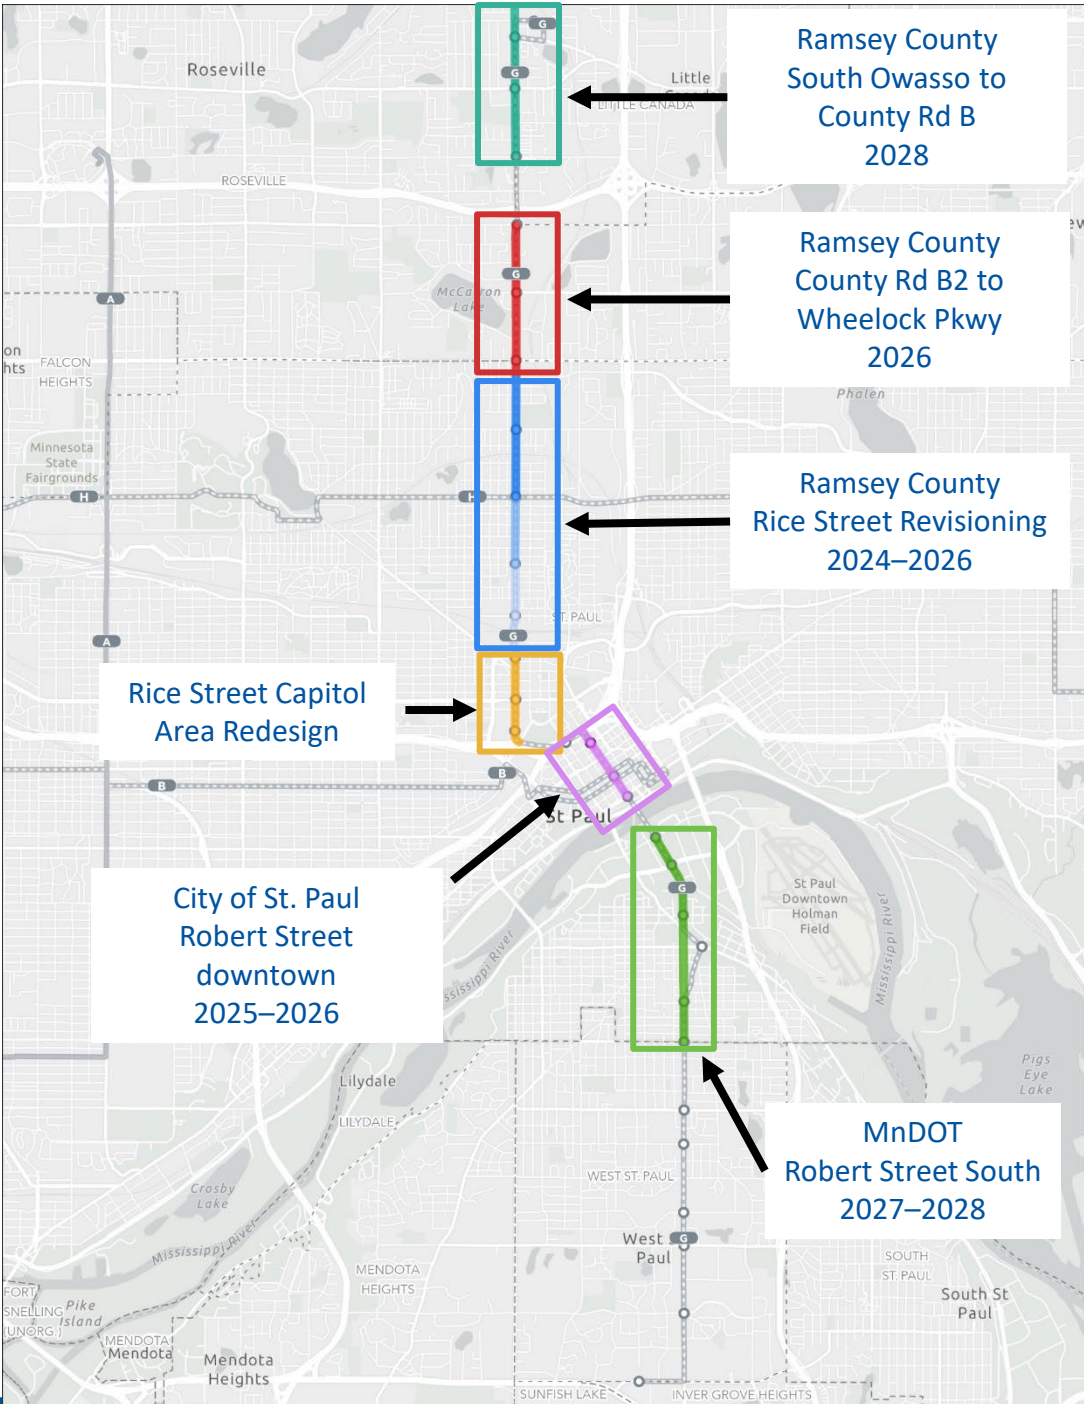 G
Roseville
G
Little
LITTLE CANADA
Ramsey County
South Owasso to
County Rd B
2028
ROSEVILLE
Ramsey County
County Rd B2 to
Wheelock Pkwy
2026
G
McCarron
Lake
A
FALCON
HEIGHTS
Phalen
Minnesota
State
Fairgrounds
H
H
Ramsey County
Rice Street Revisioning
2024–2026
ST. PAUL
G
A
Rice Street Capitol
Area Redesign
B
B
St Paul
City of St. Paul
Robert Street
downtown
2025–2026
G
St Paul
Downtown
Holman
Field
Mississippi River
Mississippi River
Pigs
Eye
Lake
Lilydale
LILYDALE
MnDOT
Robert Street South
2027–2028
WEST ST. PAUL
Crosby
Lake
Mississippi River
West
Paul
G
SOUTH
ST. PAUL
MENDOTA
HEIGHTS
South St
Paul
FORT
SNELLING
(UNORG.)
Pike
Island
MENDOTA
Mendota
Mendota
Heights
SUNFISH LAKE
INVER GROVE HEIGHTS